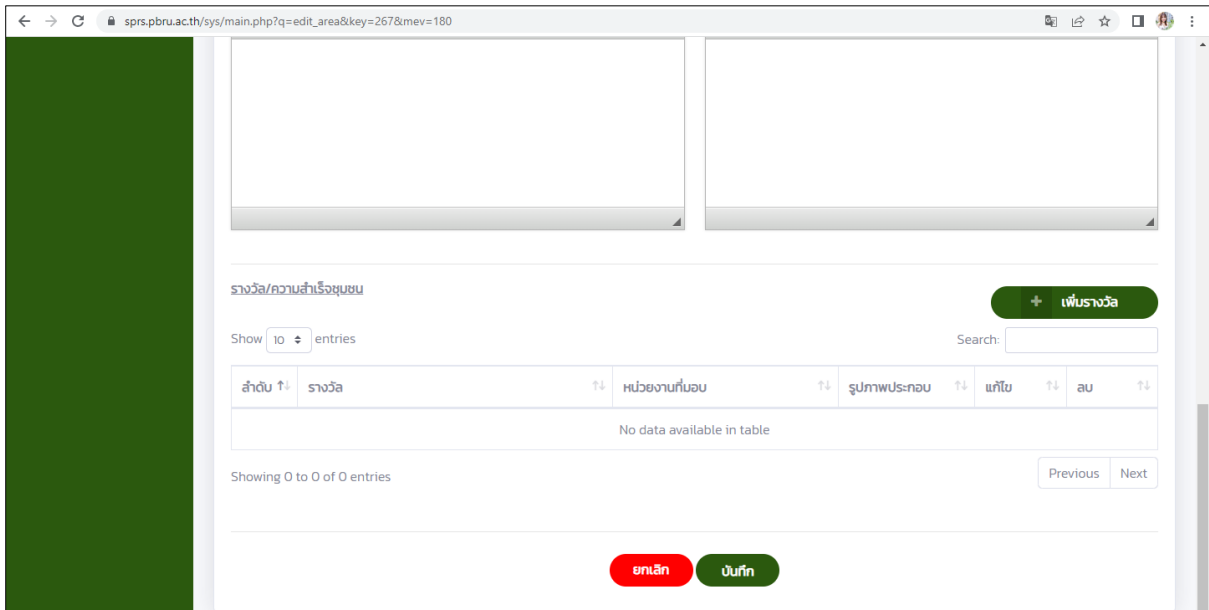 sprs.pbru.ac.th/sys/main.php?q=edit_area&key=267&mev=180
รางวัล/ความสำเร็จชุมชน
+ เพิ่มรางวัล
Show 10 entries
Search:
ลำดับ รางวัล หน่วยงานที่มอบ รูปภาพประกอบ แก้ไข ลบ
No data available in table
Showing 0 to 0 of 0 entries
Previous Next
ยกเลิก บันทึก